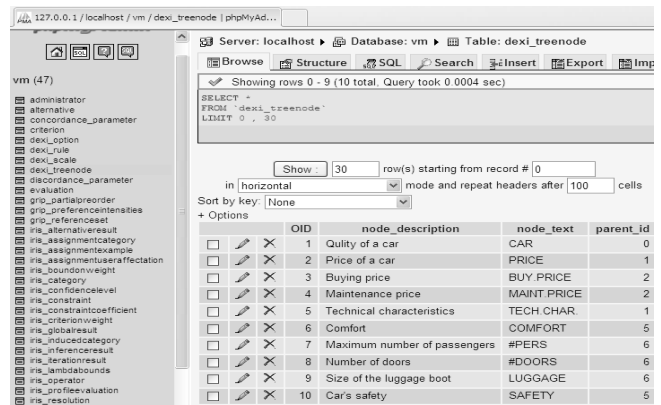 127.0.0.1 / localhost / vm / dexi_treenode | phpMyAd...
vm (47)
administrator
alternative
concordance_parameter
criterion
dexi_option
dexi_rule
dexi_scale
dexi_treenode
discordance_parameter
evaluation
grip_partialpreorder
grip_preferenceintensities
grip_referenceset
iris_alternativeresult
iris_assignmentcategory
iris_assignmentexample
iris_assignmentuseraffectation
iris_boundonweight
iris_category
iris_confidencelevel
iris_constraint
iris_constraintcoefficient
iris_criterionweight
iris_globalresult
iris_inducedcategory
iris_inferenceresult
iris_iterationresult
iris_lambdabounds
iris_operator
iris_profileevaluation
iris_resolution
Server: localhost Database: vm Table: dexi_treenode
Browse Structure SQL Search Insert Export Imp
Showing rows 0 - 9 (10 total, Query took 0.0004 sec)
SELECT *
FROM `dexi_treenode`
LIMIT 0 , 30
Show : 30 row(s) starting from record # 0
in horizontal mode and repeat headers after 100 cells
Sort by key: None
+ Options
OID node_description node_text parent_id
1 Qulity of a car CAR 0
2 Price of a car PRICE 1
3 Buying price BUY.PRICE 2
4 Maintenance price MAINT.PRICE 2
5 Technical characteristics TECH.CHAR. 1
6 Comfort COMFORT 5
7 Maximum number of passengers #PERS 6
8 Number of doors #DOORS 6
9 Size of the luggage boot LUGGAGE 6
10 Car's safety SAFETY 6